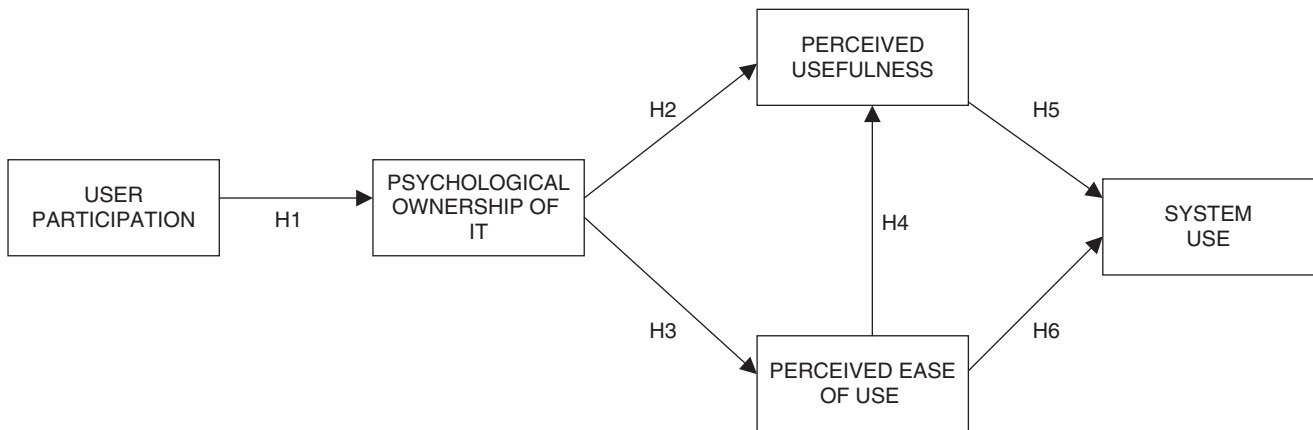 USER
PARTICIPATION
H1
PSYCHOLOGICAL
OWNERSHIP OF
IT
H2
H3
PERCEIVED
USEFULNESS
H4
PERCEIVED EASE
OF USE
H5
H6
SYSTEM
USE